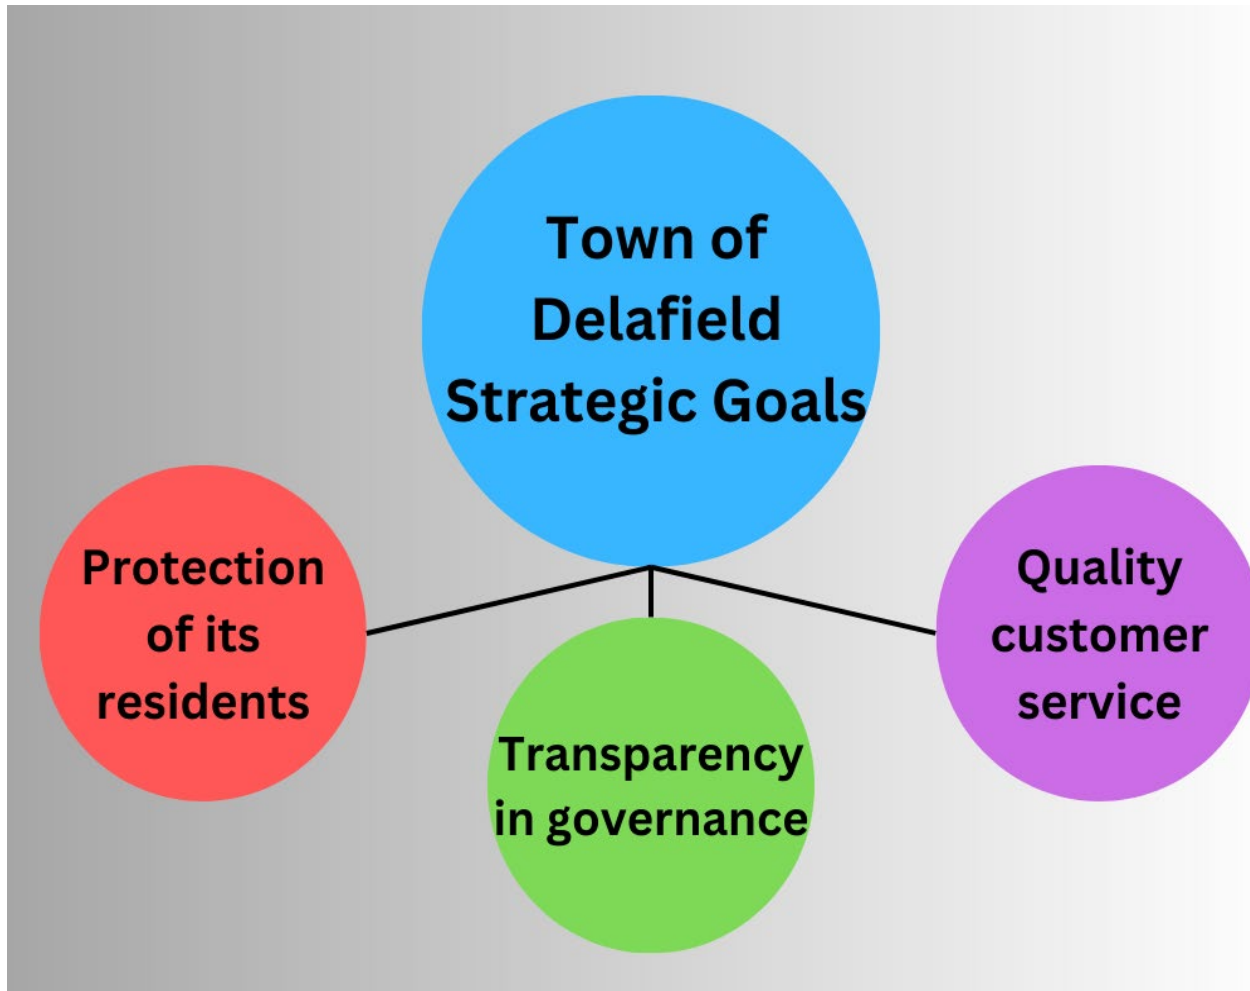 Town of
Delafield
Strategic Goals
Protection
of its
residents
Transparency
in governance
Quality
customer
service